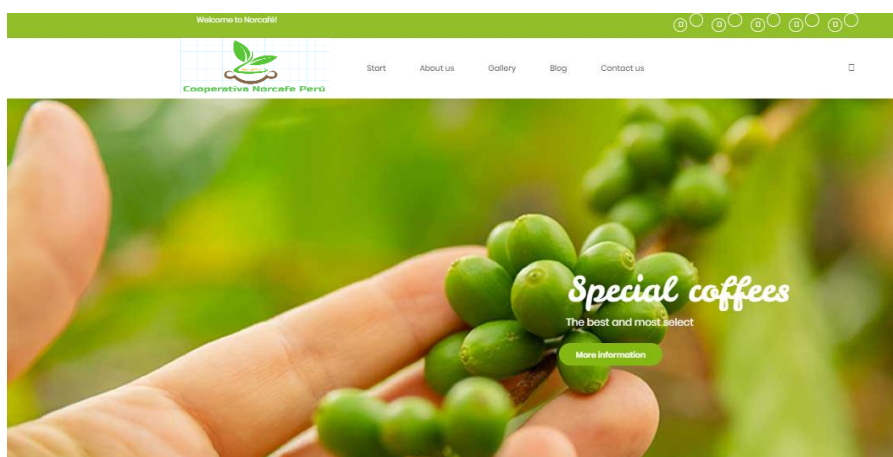 Welcome to Norcafé!
Cooperativa Norcafe Perú
Start About us Gallery Blog Contact us
Special coffees
The best and most select
More information